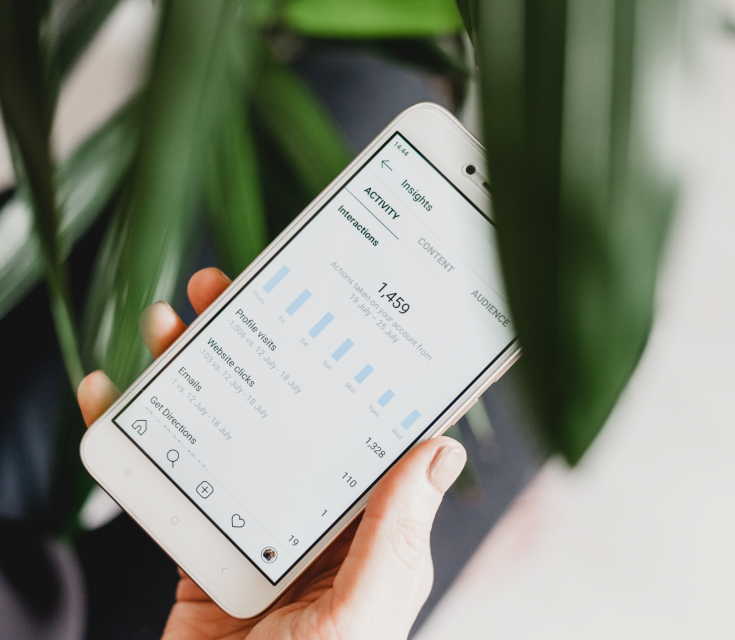 14:44
Insights
ACTIVITY
CONTENT
AUDIENCE
Interactions
1,459
Actions taken on your account from
19 July - 25 July
Thurs
Fri
Sat
Sun
Mon
Tues
Wed
Profile visits
1,328
-1,006 vs. 12 July - 18 July
Website clicks
110
-103 vs. 12 July - 18 July
Emails
1
-1 vs. 12 July - 18 July
Get Directions
19